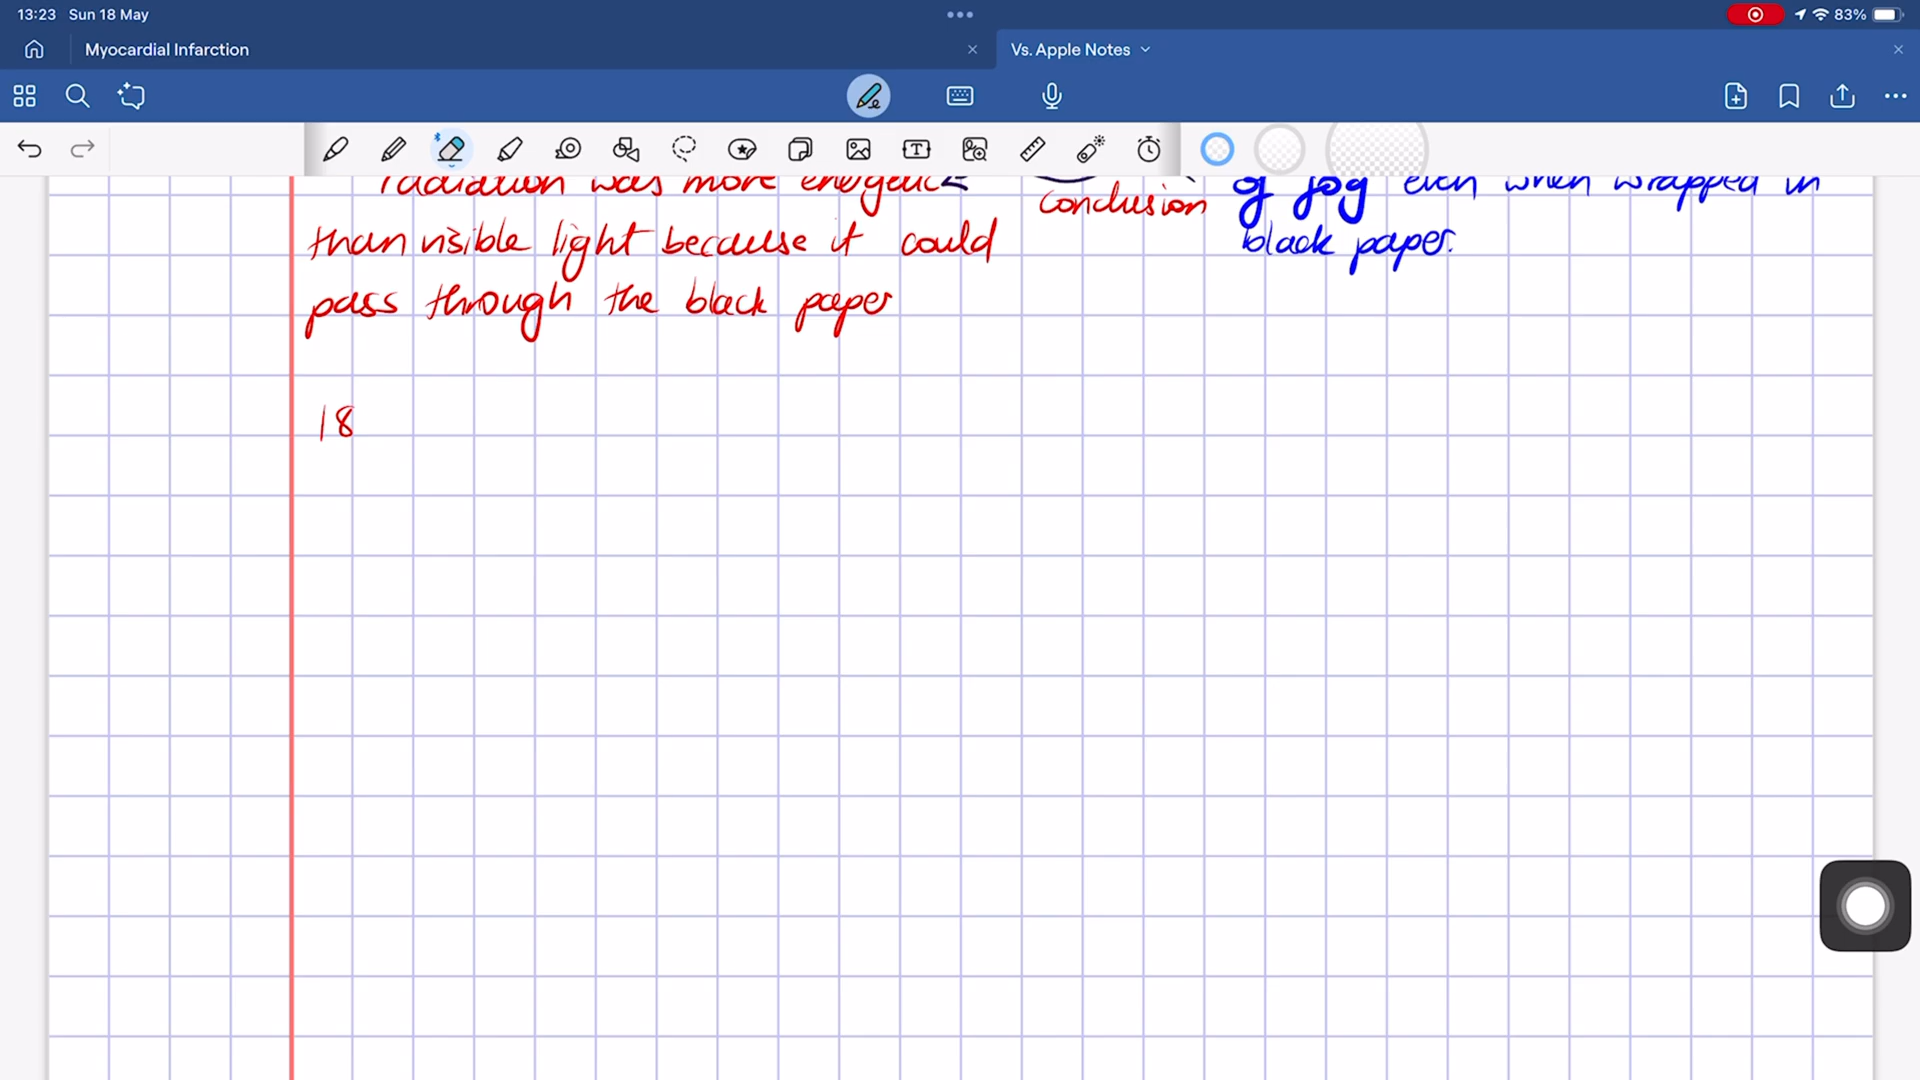 13:23 Sun 18 May
83%
Myocardial Infarction
Vs. Apple Notes
radiation was more energetic
than visible light because it could
pass through the black paper
conclusion
of fog even when wrapped in
black paper.
18